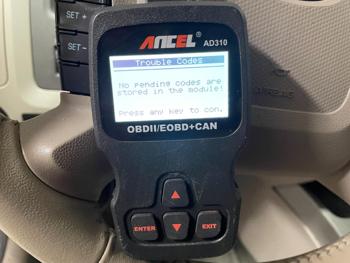 SET -
SET -
ANCEL
AD310
Trouble Codes
No pending codes are
stored in the module!
Press any key to con.
OBDII/EOBD+CAN
ENTER
EXIT